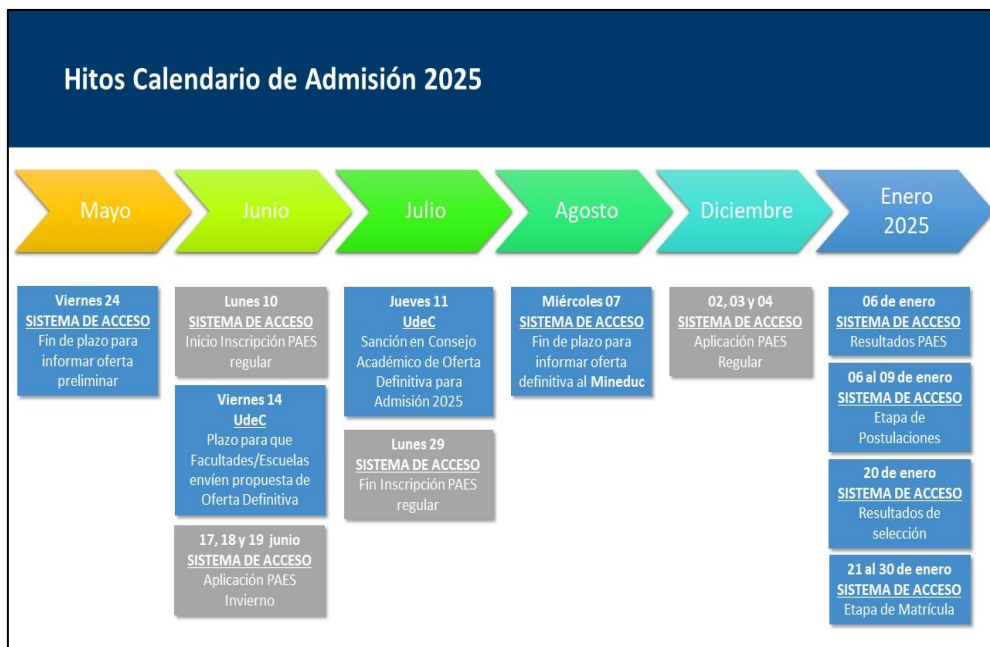 Hitos Calendario de Admisión 2025
Mayo
Junio
Julio
Agosto
Diciembre
Enero
2025
Viernes 24
SISTEMA DE ACCESO
Fin de plazo para
informar oferta
preliminar
Lunes 10
SISTEMA DE ACCESO
Inicio Inscripción PAES
regular
Viernes 14
UdeC
Plazo para que
Facultades/Escuelas
envíen propuesta de
Oferta Definitiva
17, 18 y 19 junio
SISTEMA DE ACCESO
Aplicación PAES
Invierno
Jueves 11
UdeC
Sanción en Consejo
Académico de Oferta
Definitiva para
Admisión 2025
Lunes 29
SISTEMA DE ACCESO
Fin Inscripción PAES
regular
Miércoles 07
SISTEMA DE ACCESO
Fin de plazo para
informar oferta
definitiva al Mineduc
02, 03 y 04
SISTEMA DE ACCESO
Aplicación PAES
Regular
06 de enero
SISTEMA DE ACCESO
Resultados PAES
06 al 09 de enero
SISTEMA DE ACCESO
Etapa de
Postulaciones
20 de enero
SISTEMA DE ACCESO
Resultados de
selección
21 al 30 de enero
SISTEMA DE ACCESO
Etapa de Matrícula